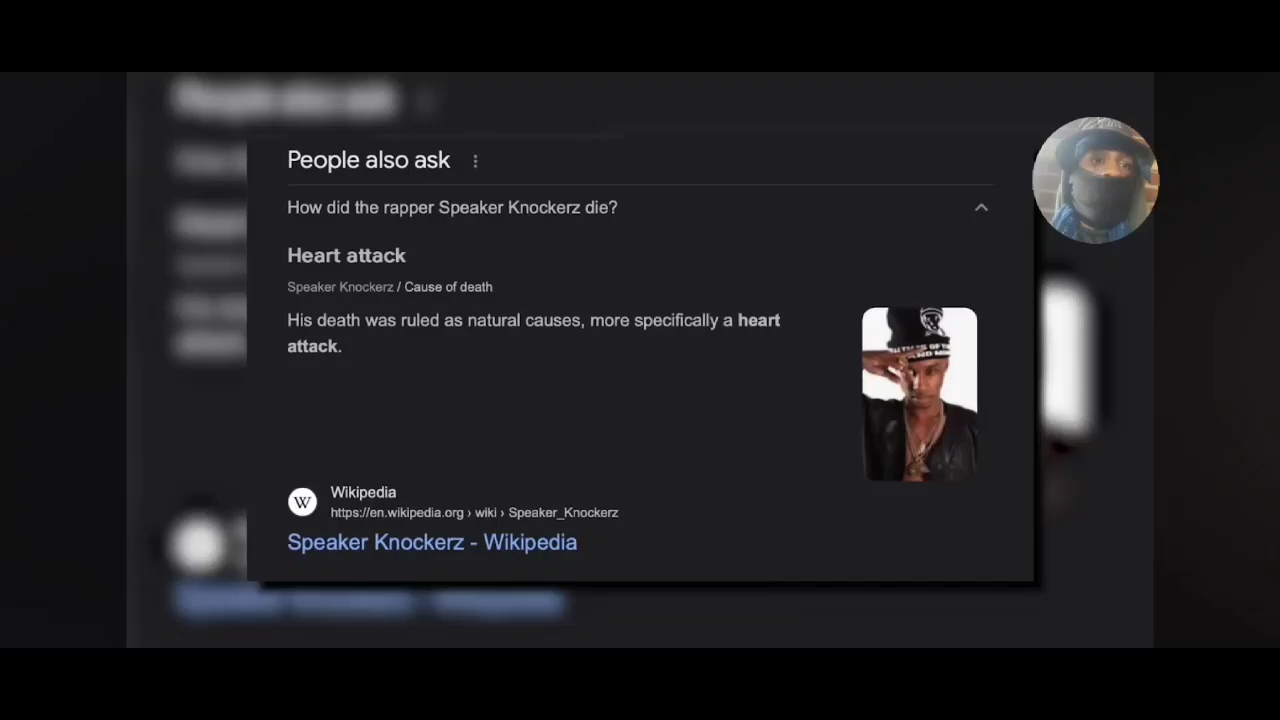 People also ask
How did the rapper Speaker Knockerz die?
Heart attack
Speaker Knockerz / Cause of death
His death was ruled as natural causes, more specifically a heart
attack.
Wikipedia
https://en.wikipedia.org › wiki › Speaker_Knockerz
Speaker Knockerz - Wikipedia